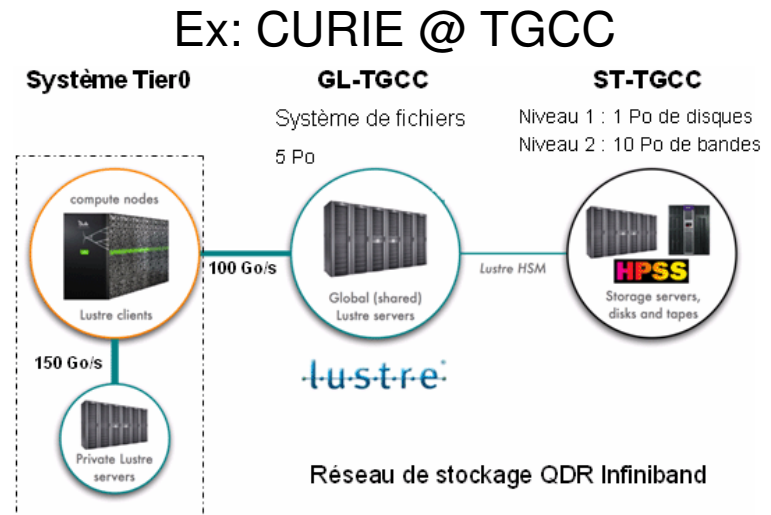 Ex: CURIE @ TGCC
Système Tier0
GL-TGCC
ST-TGCC
Système de fichiers
5 Po
Niveau 1 : 1 Po de disques
Niveau 2 : 10 Po de bandes
compute nodes
Lustre clients
100 Go/s
Global (shared)
Lustre servers
Lustre HSM
HPSS
Storage servers,
disks and tapes
150 Go/s
Private Lustre
servers
lustre
Réseau de stockage QDR Infiniband